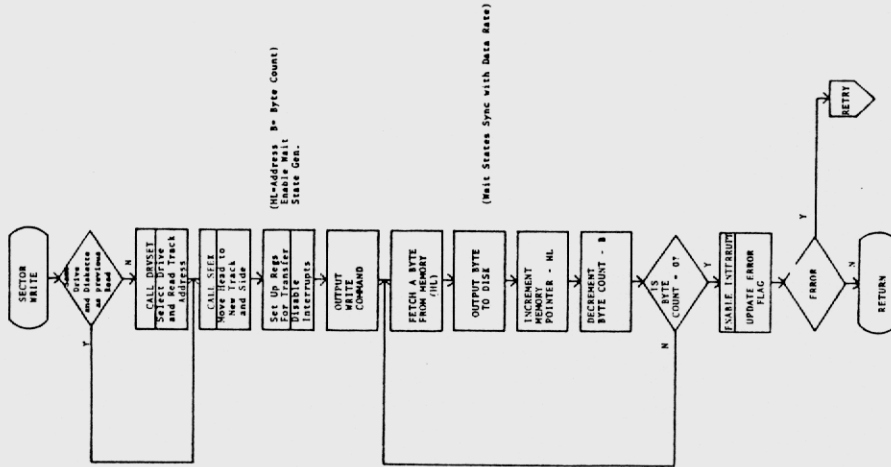 SECTOR
WRITE
Same
Drive
and Diskette
as previous
Read
Y
N
CALL DRVSET
Select Drive
and Read Track
Address
CALL SEEK
Move Head to
New Track
and Side
Set Up Regs
For Transfer
Disable
Interrupts
(HL=Address B= Byte Count)
Enable Wait
State Gen.
OUTPUT
WRITE
COMMAND
FETCH A BYTE
FROM MEMORY
(HL)
OUTPUT BYTE
TO DISK
(Wait States Sync with Data Rate)
INCREMENT
MEMORY
POINTER - HL
DECREMENT
BYTE COUNT - B
IS
BYTE
COUNT = 0?
N
Y
ENABLE INTERRUPT
UPDATE ERROR
FLAG
ERROR
Y
N
RETRY
RETURN